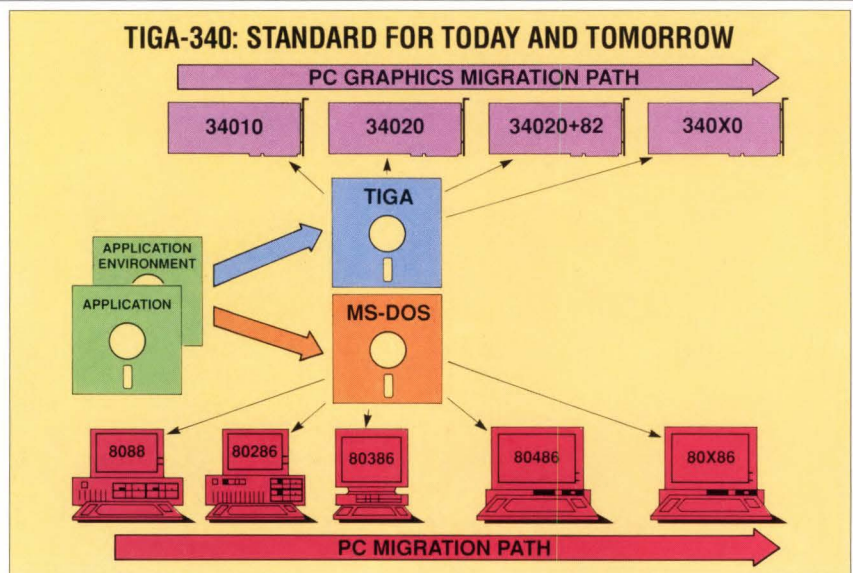 TIGA-340: STANDARD FOR TODAY AND TOMORROW
PC GRAPHICS MIGRATION PATH
34010
34020
34020+82
340X0
TIGA
APPLICATION
ENVIRONMENT
APPLICATION
MS-DOS
8088
80286
80386
80486
80X86
PC MIGRATION PATH